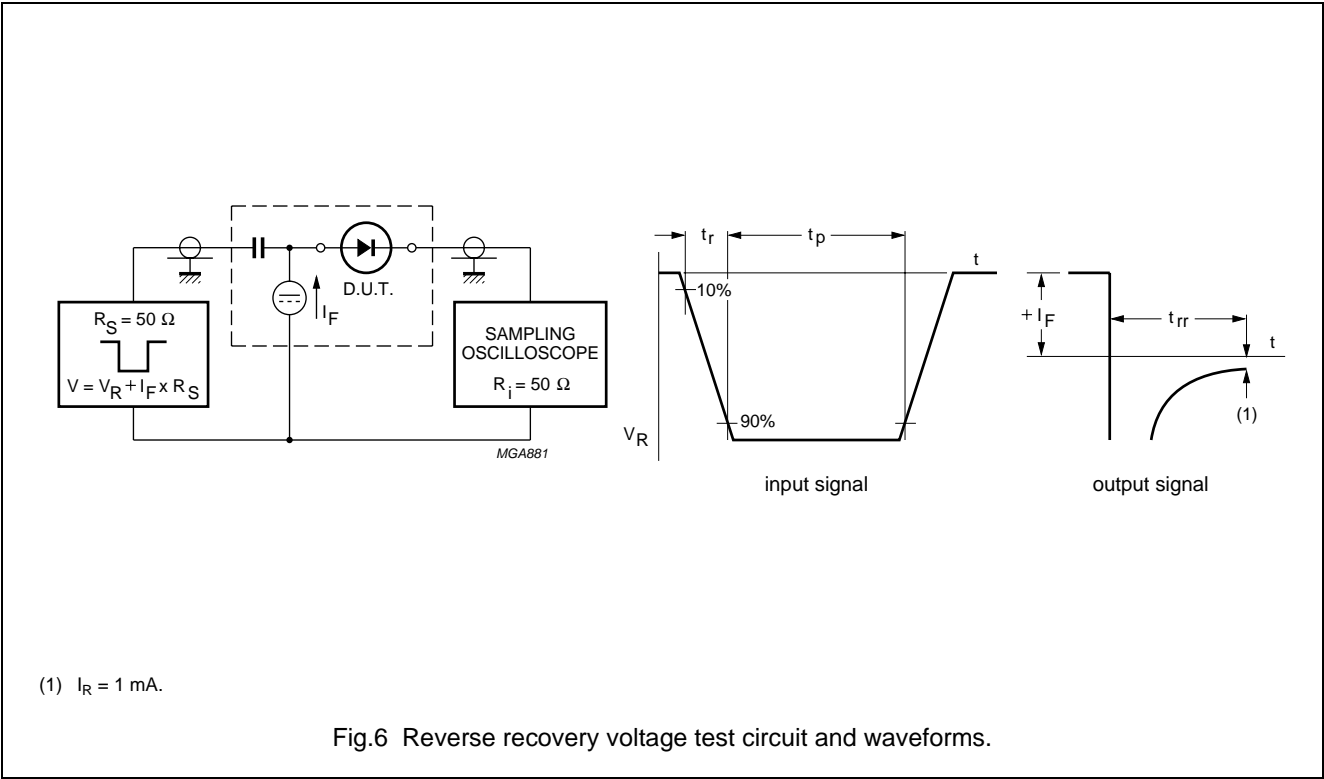 R_S = 50 Ω
V = V_R + I_F x R_S
I_F
D.U.T.
SAMPLING
OSCILLOSCOPE
R_i = 50 Ω
MGA881
t_r
t_p
t
10%
90%
V_R
input signal
+ I_F
t_rr
t
(1)
output signal
(1) I_R = 1 mA.
Fig.6 Reverse recovery voltage test circuit and waveforms.